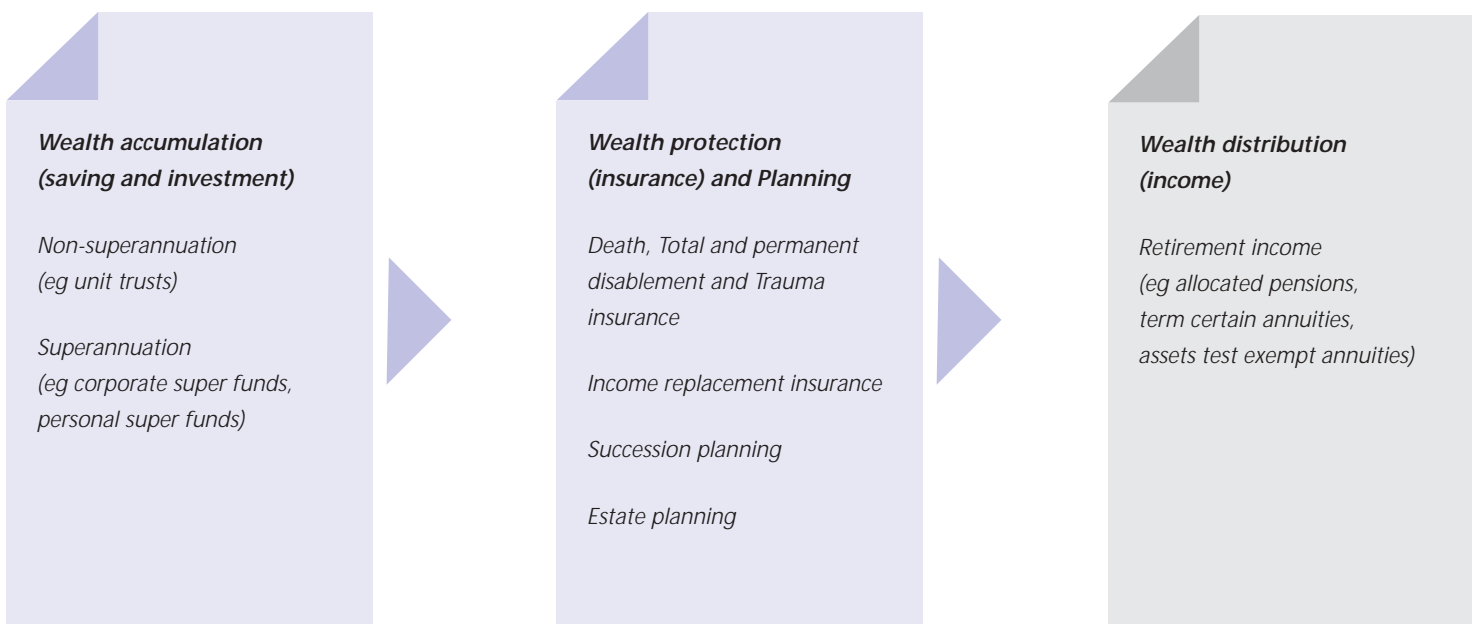 Wealth accumulation
(saving and investment)
Non-superannuation
(eg unit trusts)
Superannuation
(eg corporate super funds,
personal super funds)
Wealth protection
(insurance) and Planning
Death, Total and permanent
disablement and Trauma
insurance
Income replacement insurance
Succession planning
Estate planning
Wealth distribution
(income)
Retirement income
(eg allocated pensions,
term certain annuities,
assets test exempt annuities)